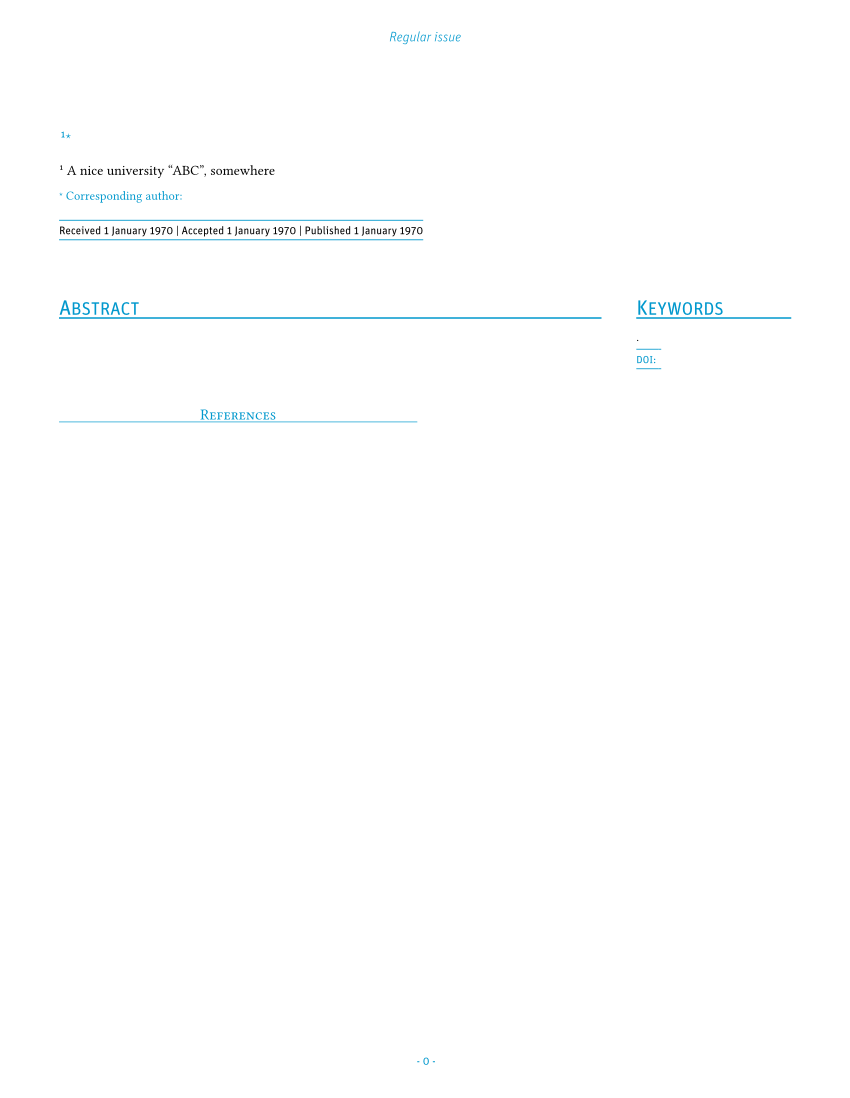 Regular issue
¹*
¹ A nice university “ABC”, somewhere
* Corresponding author:
Received 1 January 1970 | Accepted 1 January 1970 | Published 1 January 1970
Abstract
Keywords
.
DOI:
References
- 0 -